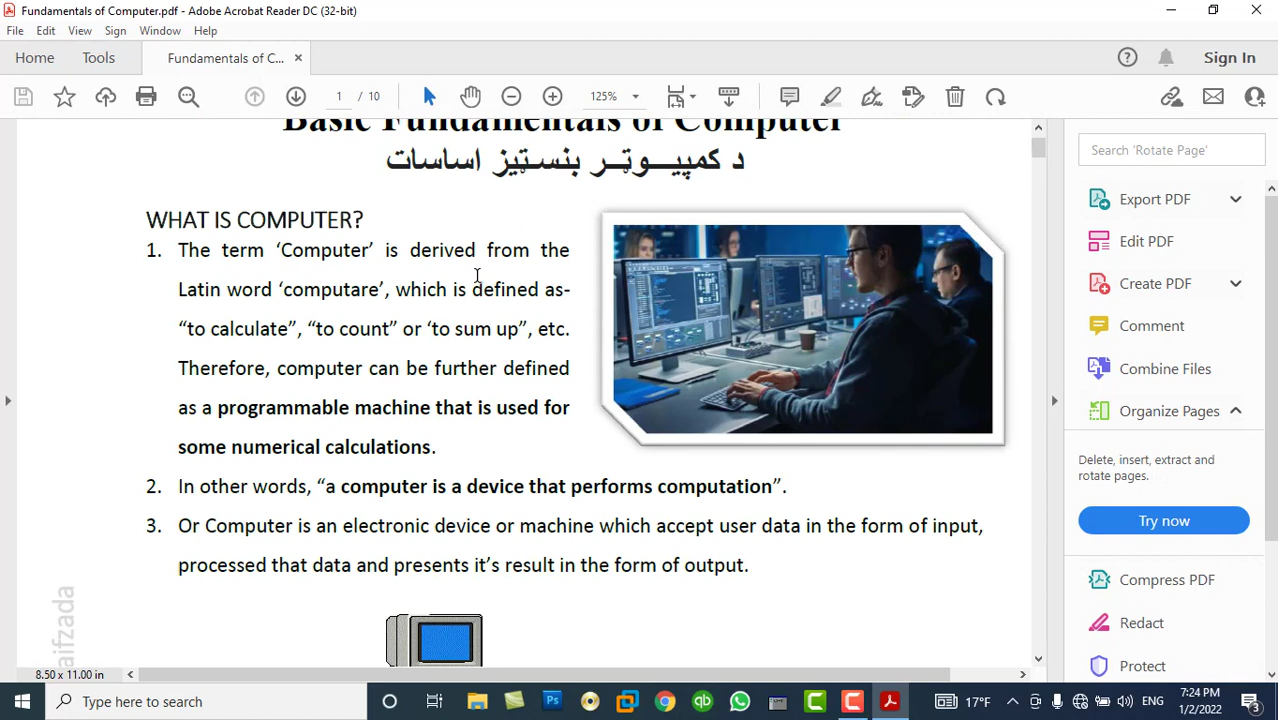 Fundamentals of Computer.pdf - Adobe Acrobat Reader DC (32-bit)
File Edit View Sign Window Help
Home Tools Fundamentals of C... Sign In
1 / 10 125%
Search 'Rotate Page'
Basic Fundamentals of Computer
د کمپیـــوټــر بنســټیز اساسات
WHAT IS COMPUTER?
1. The term ‘Computer’ is derived from the
Latin word ‘computare’, which is defined as-
“to calculate”, “to count” or ‘to sum up”, etc.
Therefore, computer can be further defined
as a programmable machine that is used for
some numerical calculations.
2. In other words, “a computer is a device that performs computation”.
3. Or Computer is an electronic device or machine which accept user data in the form of input,
processed that data and presents it’s result in the form of output.
aifzada
8.50 x 11.00 in
Export PDF
Edit PDF
Create PDF
Comment
Combine Files
Organize Pages
Delete, insert, extract and
rotate pages.
Try now
Compress PDF
Redact
Protect
Type here to search
Ps
qb
17°F
ENG
7:24 PM
1/2/2022
3